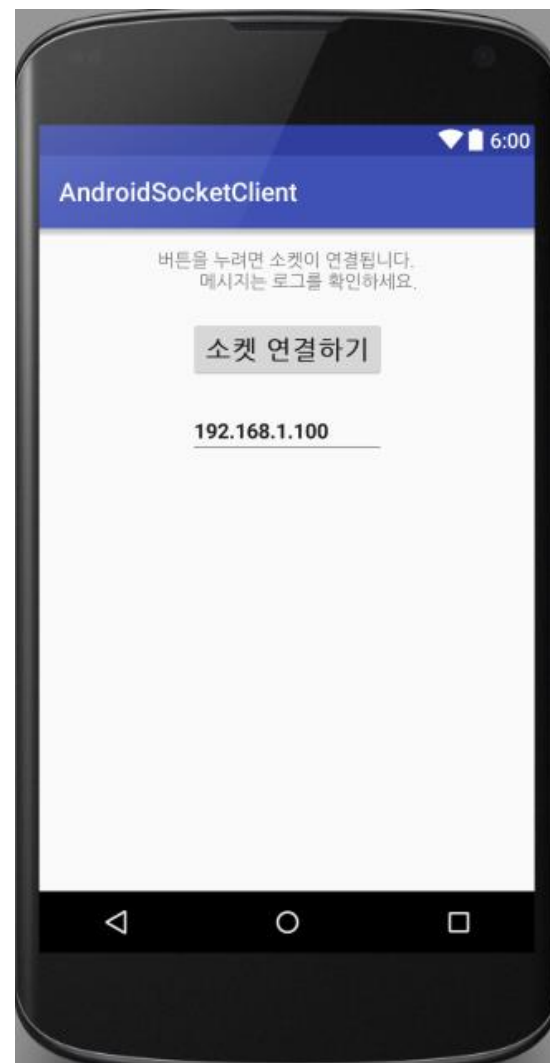 6:00
AndroidSocketClient
버튼을 누려면 소켓이 연결됩니다.
메시지는 로그를 확인하세요.
소켓 연결하기
192.168.1.100